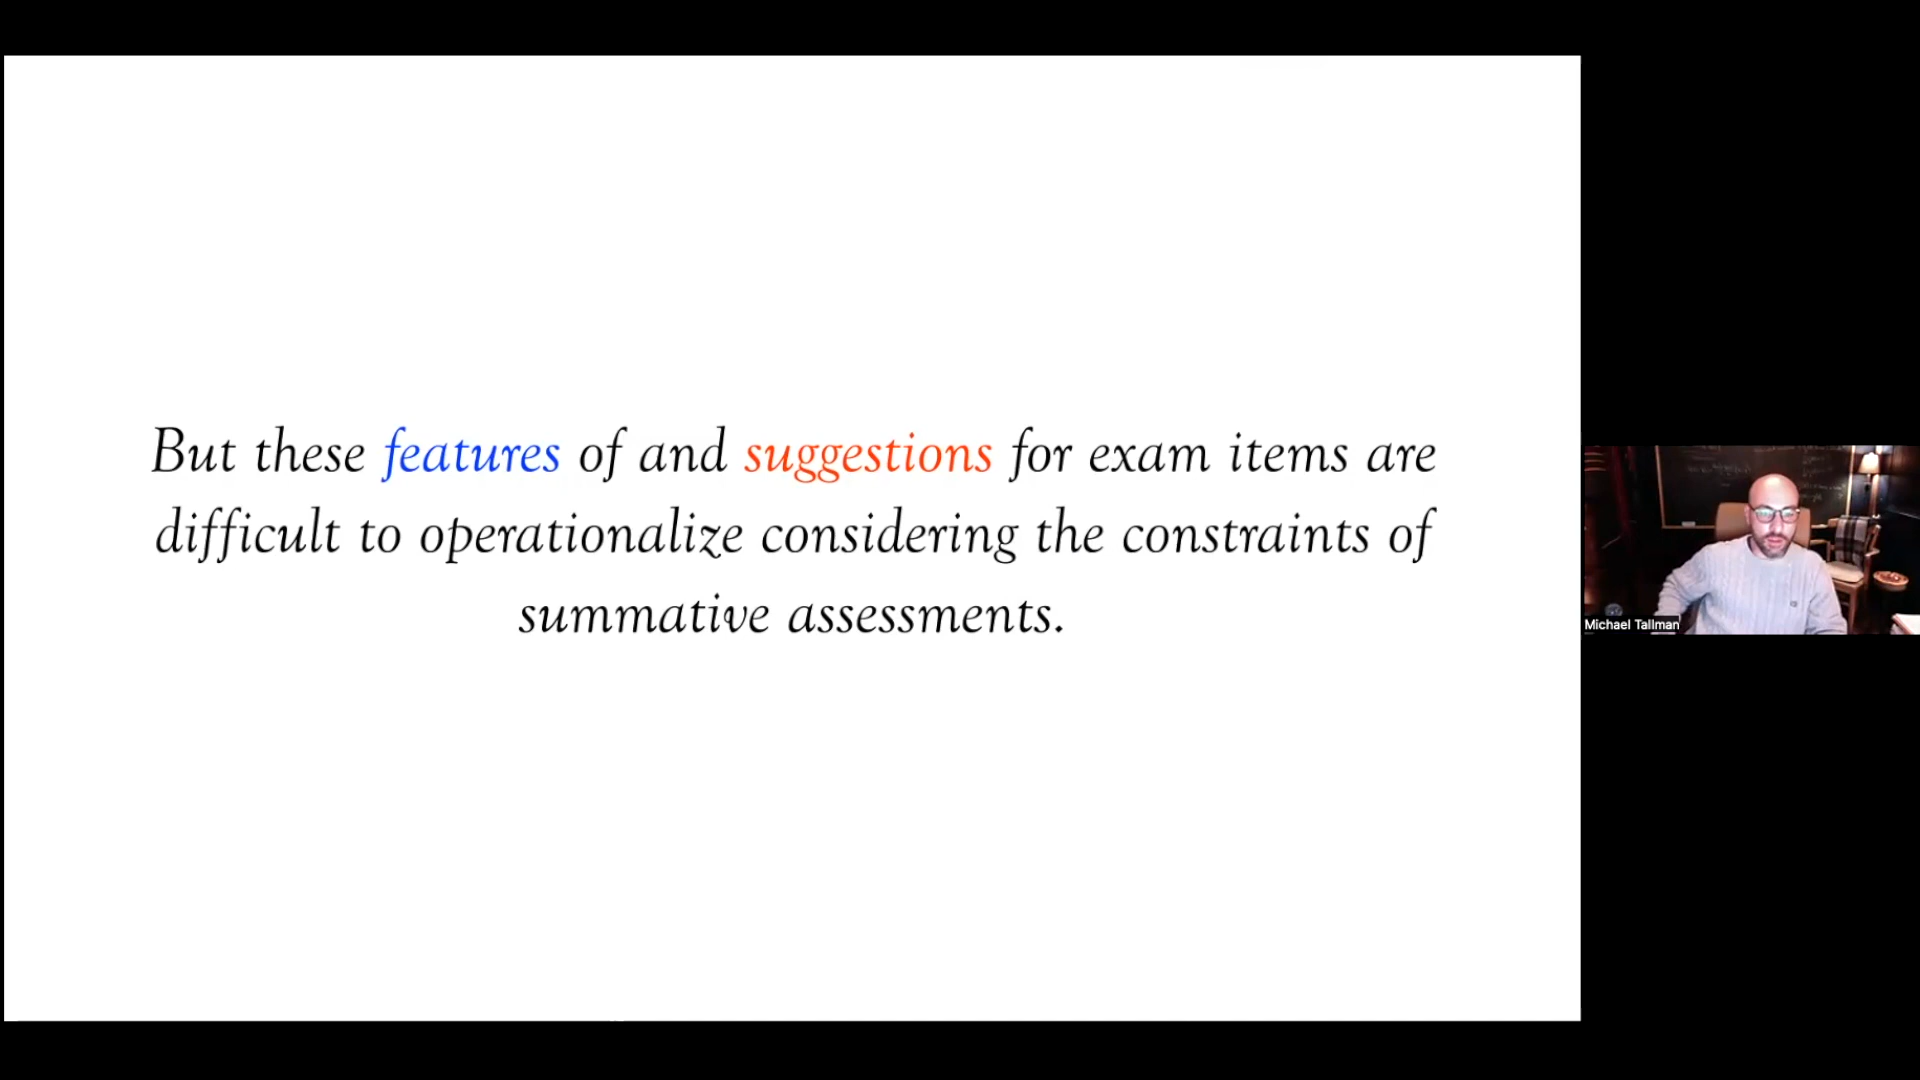 But these features of and suggestions for exam items are
difficult to operationalize considering the constraints of
summative assessments.
Michael Tallman